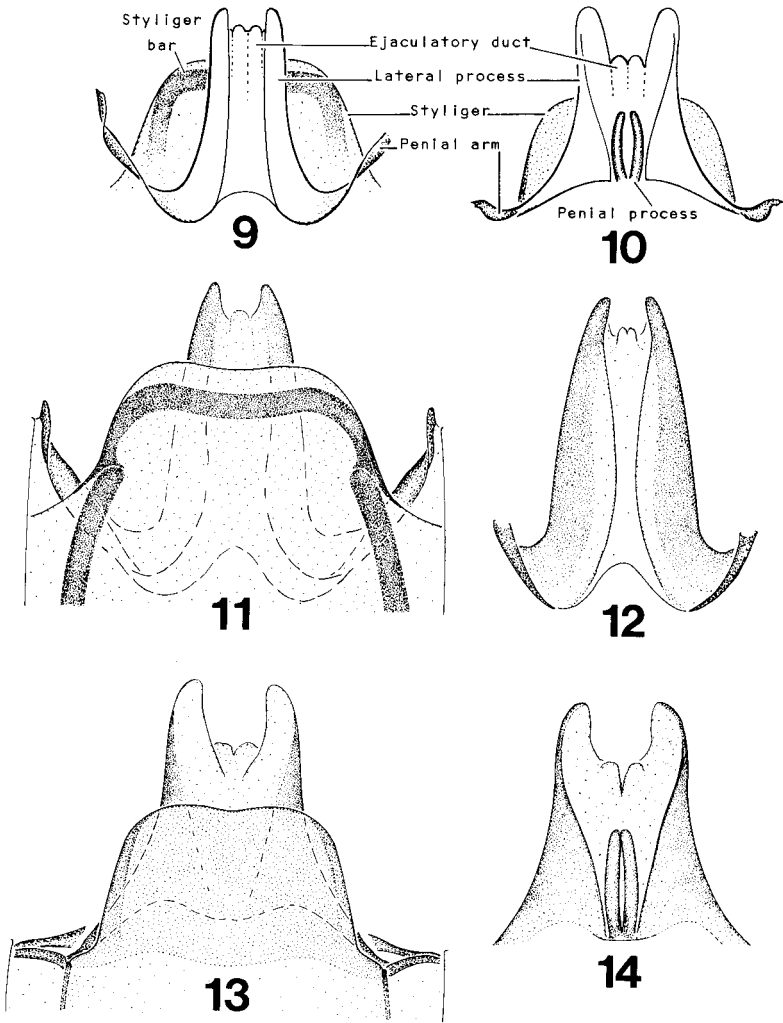 Styliger
bar
Ejaculatory duct
Lateral process
Styliger
Penial arm
Penial process
9
10
11
12
13
14